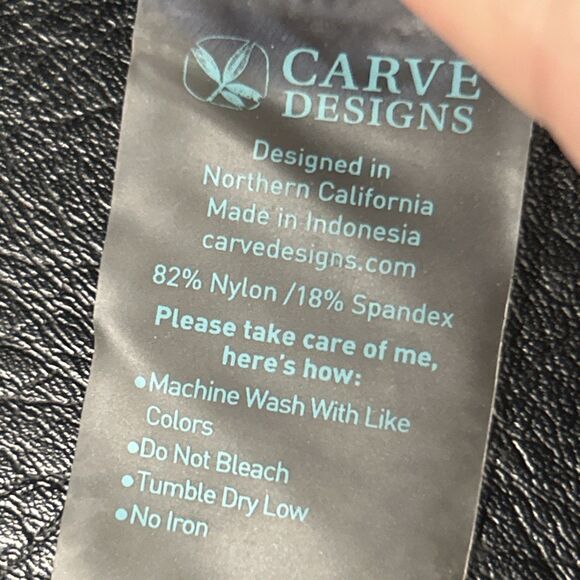 CARVE
DESIGNS
Designed in
Northern California
Made in Indonesia
carvedesigns.com
82% Nylon /18% Spandex
Please take care of me,
here's how:
•Machine Wash With Like
Colors
•Do Not Bleach
•Tumble Dry Low
•No Iron